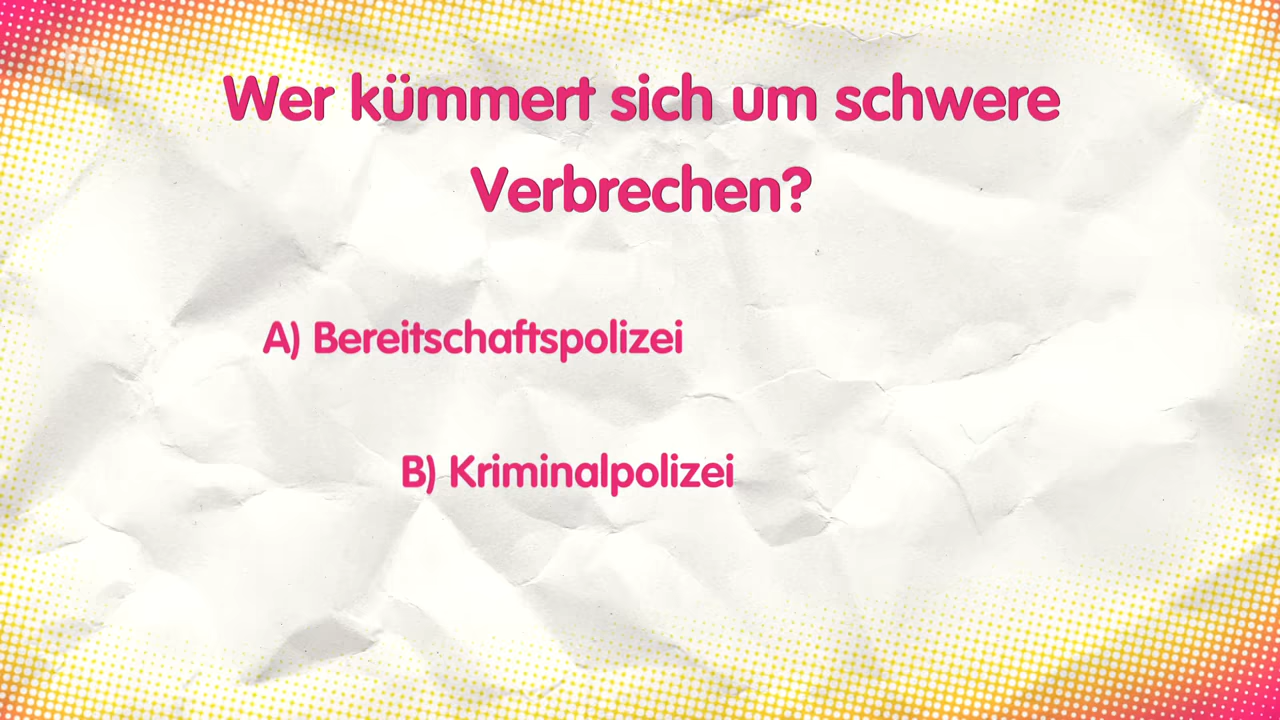 Wer kümmert sich um schwere
Verbrechen?
A) Bereitschaftspolizei
B) Kriminalpolizei